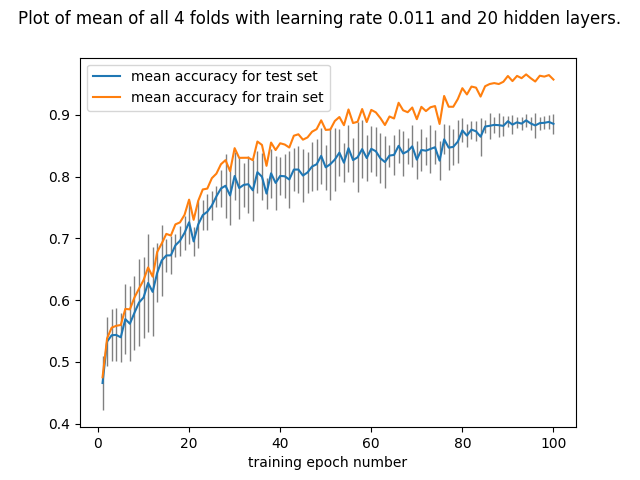 Plot of mean of all 4 folds with learning rate 0.011 and 20 hidden layers.
mean accuracy for test set
mean accuracy for train set
0.9
0.8
0.7
0.6
0.5
0.4
0 20 40 60 80 100
training epoch number